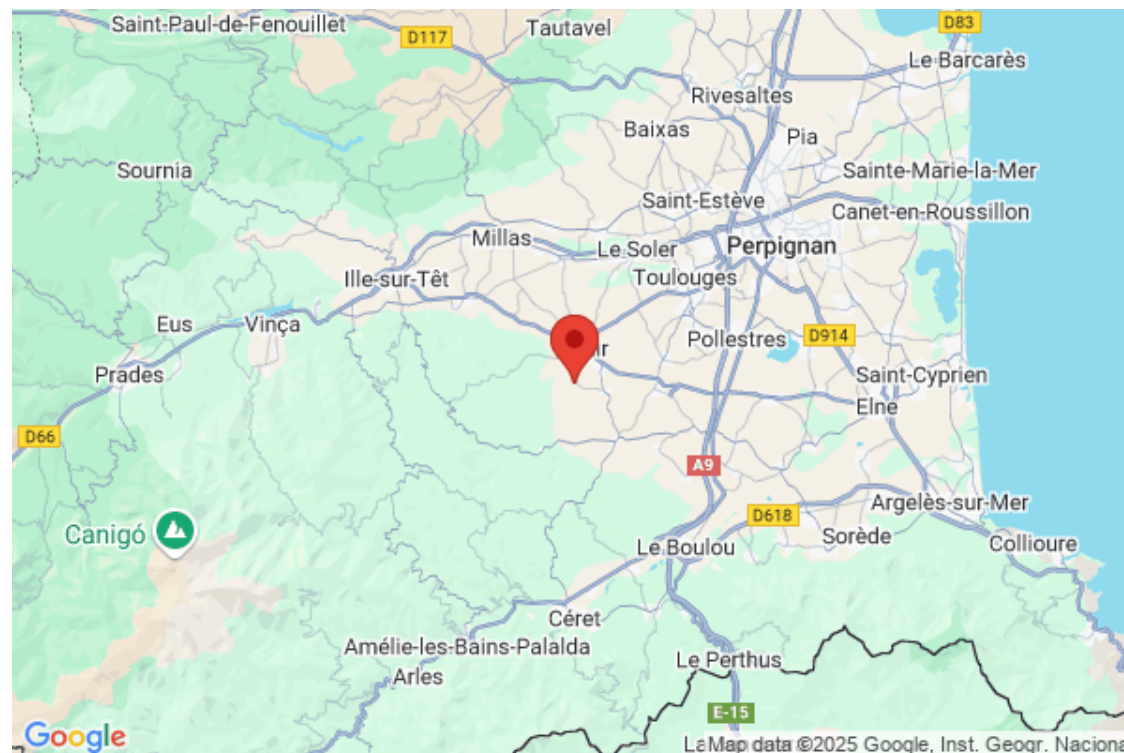 Saint-Paul-de-Fenouillet
D117
Tautavel
D83
Le Barcarès
Rivesaltes
Baixas
Pia
Sournia
Sainte-Marie-la-Mer
Saint-Estève
Canet-en-Roussillon
Millas
Le Soler
Perpignan
Ille-sur-Têt
Toulouges
Eus
Vinça
D914
Pollestres
Prades
Saint-Cyprien
Elne
D66
A9
Argelès-sur-Mer
D618
Canigó
Sorède
Le Boulou
Collioure
Céret
Amélie-les-Bains-Palalda
Le Perthus
Arles
E-15
Google
Map data ©2025 Google, Inst. Geogr. Naciona